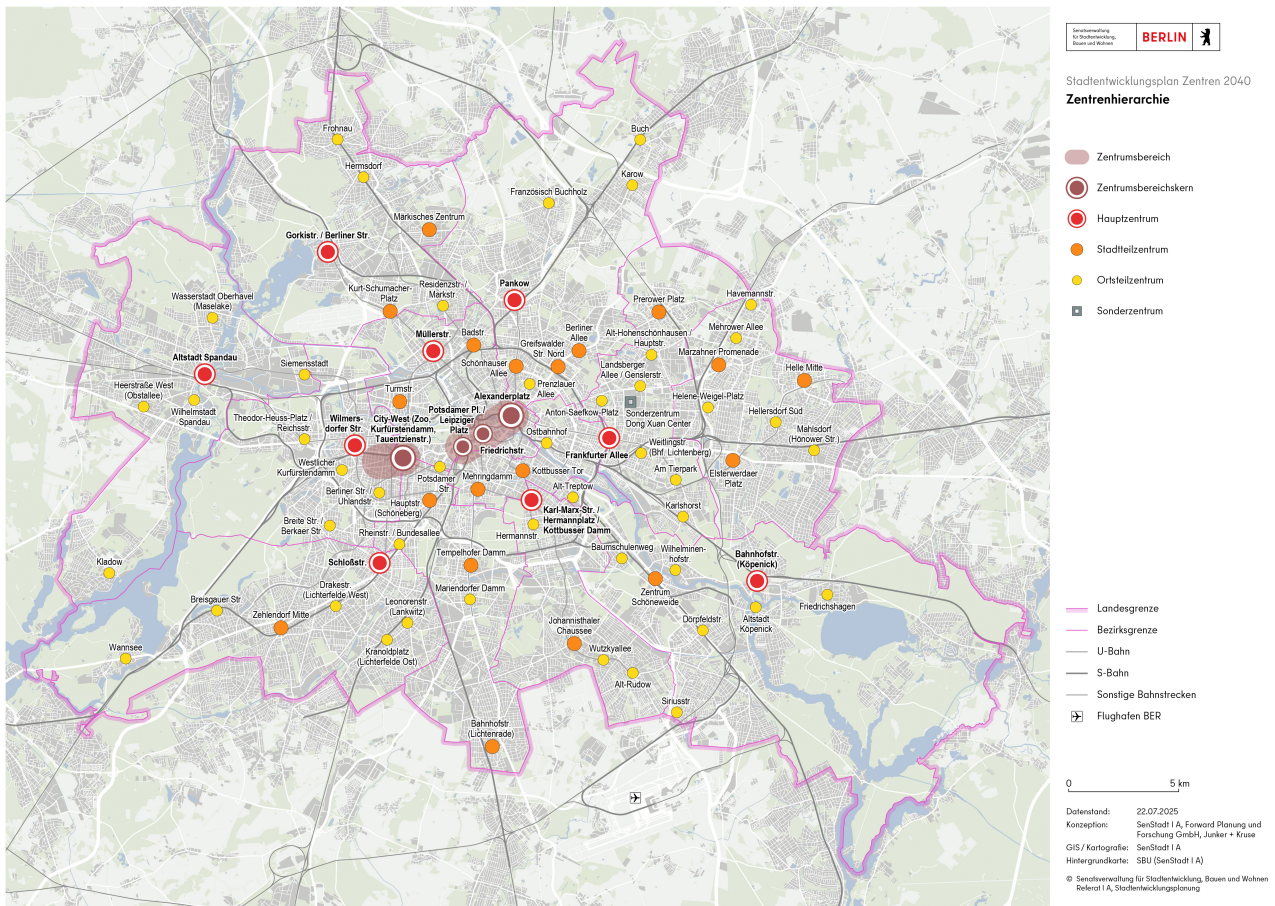 Senatsverwaltung
für Stadtentwicklung,
Bauen und Wohnen
BERLIN
Stadtentwicklungsplan Zentren 2040
Zentrenhierarchie
Zentrumsbereich
Zentrumsbereichskern
Hauptzentrum
Stadtteilzentrum
Ortsteilzentrum
Sonderzentrum
Frohnau
Buch
Hermsdorf
Karow
Französisch Buchholz
Märkisches Zentrum
Gorkistr. / Berliner Str.
Kurt-Schumacher-
Platz
Residenzstr. /
Markstr.
Pankow
Prerower Platz
Havemannstr.
Wasserstadt Oberhavel
(Maselake)
Müllerstr.
Badstr.
Berliner
Allee
Greifswalder
Str. Nord
Alt-Hohenschönhausen /
Hauptstr.
Mehrower Allee
Marzahner Promenade
Altstadt Spandau
Siemensstadt
Schönhauser
Allee
Landsberger
Allee / Genslerstr.
Helle Mitte
Heerstraße West
(Obstallee)
Wilhelmstadt
Spandau
Turmstr.
Prenzlauer
Allee
Alexanderplatz
Helene-Weigel-Platz
Theodor-Heuss-Platz /
Reichsstr.
Wilmers-
dorfer Str.
City-West (Zoo,
Kurfürstendamm,
Tauentzienstr.)
Potsdamer Pl. /
Leipziger
Platz
Anton-Saefkow-Platz
Sonderzentrum
Dong Xuan Center
Hellersdorf Süd
Mahlsdorf
(Hönower Str.)
Friedrichstr.
Ostbahnhof
Frankfurter Allee
Weitlingstr.
(Bhf. Lichtenberg)
Westlicher
Kurfürstendamm
Potsdamer
Str.
Mehringdamm
Kottbusser Tor
Am Tierpark
Elsterwerdaer
Platz
Berliner Str. /
Uhlandstr.
Hauptstr.
(Schöneberg)
Alt-Treptow
Karlshorst
Karl-Marx-Str. /
Hermannplatz /
Kottbusser Damm
Breite Str. /
Berkaer Str.
Rheinstr. / Bundesallee
Hermannstr.
Schloßstr.
Tempelhofer Damm
Baumschulenweg
Wilhelminen-
hofstr.
Bahnhofstr.
(Köpenick)
Kladow
Drakestr.
(Lichterfelde West)
Mariendorfer Damm
Zentrum
Schöneweide
Friedrichshagen
Breisgauer Str
Zehlendorf Mitte
Leonorenstr
(Lankwitz)
Altstadt
Köpenick
Johannisthaler
Chaussee
Dörpfeldstr.
Wannsee
Kranoldplatz
(Lichterfelde Ost)
Wutzkyallee
Alt-Rudow
Siriusstr.
Bahnhofstr.
(Lichtenrade)
Landesgrenze
Bezirksgrenze
U-Bahn
S-Bahn
Sonstige Bahnstrecken
Flughafen BER
0 5 km
Datenstand: 22.07.2025
Konzeption: SenStadt I A, Forward Planung und
Forschung GmbH, Junker + Kruse
GIS / Kartografie: SenStadt I A
Hintergrundkarte: SBU (SenStadt I A)
© Senatsverwaltung für Stadtentwicklung, Bauen und Wohnen
Referat I A, Stadtentwicklungsplanung